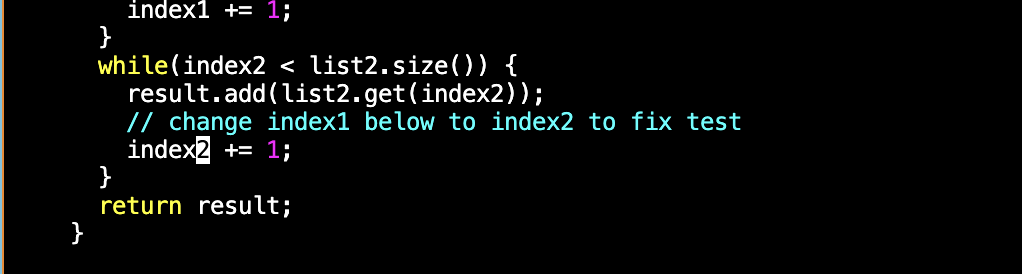 index1 += 1;
}
while(index2 < list2.size()) {
result.add(list2.get(index2));
// change index1 below to index2 to fix test
index2 += 1;
}
return result;
}